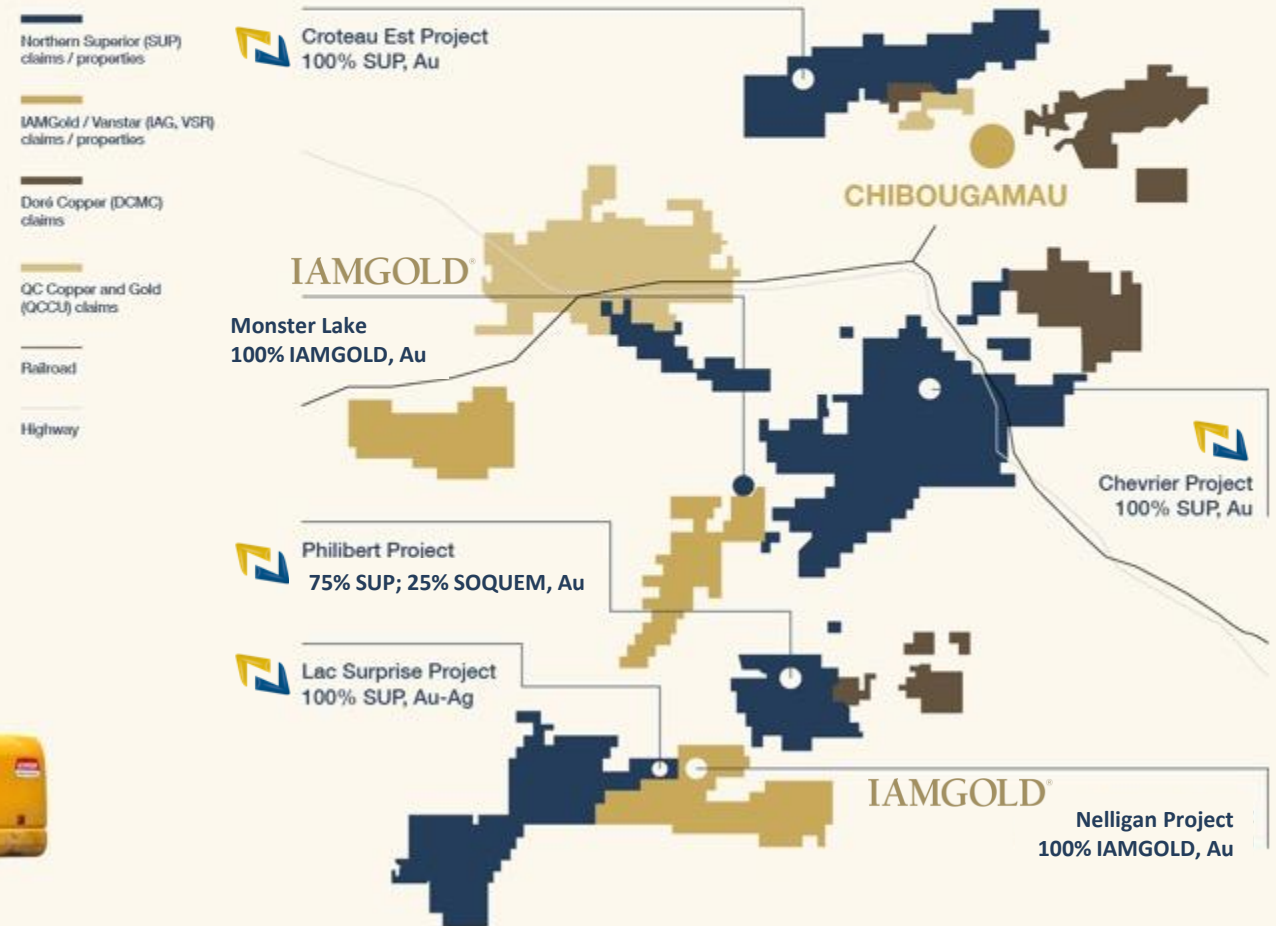 Northern Superior (SUP)
claims / properties
IAMGold / Vanstar (IAG, VSR)
claims / properties
Doré Copper (DCMC)
claims
QC Copper and Gold
(QCCU) claims
Railroad
Highway
Croteau Est Project
100% SUP, Au
CHIBOUGAMAU
IAMGOLD®
Monster Lake
100% IAMGOLD, Au
Chevrier Project
100% SUP, Au
Philibert Project
75% SUP; 25% SOQUEM, Au
Lac Surprise Project
100% SUP, Au-Ag
IAMGOLD®
Nelligan Project
100% IAMGOLD, Au